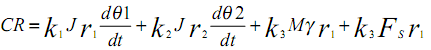 CR = k₁ J r₁ dθ1/dt + k₂ J r₂ dθ2/dt + k₃ Mγ r₁ + k₃ Fₛ r₁